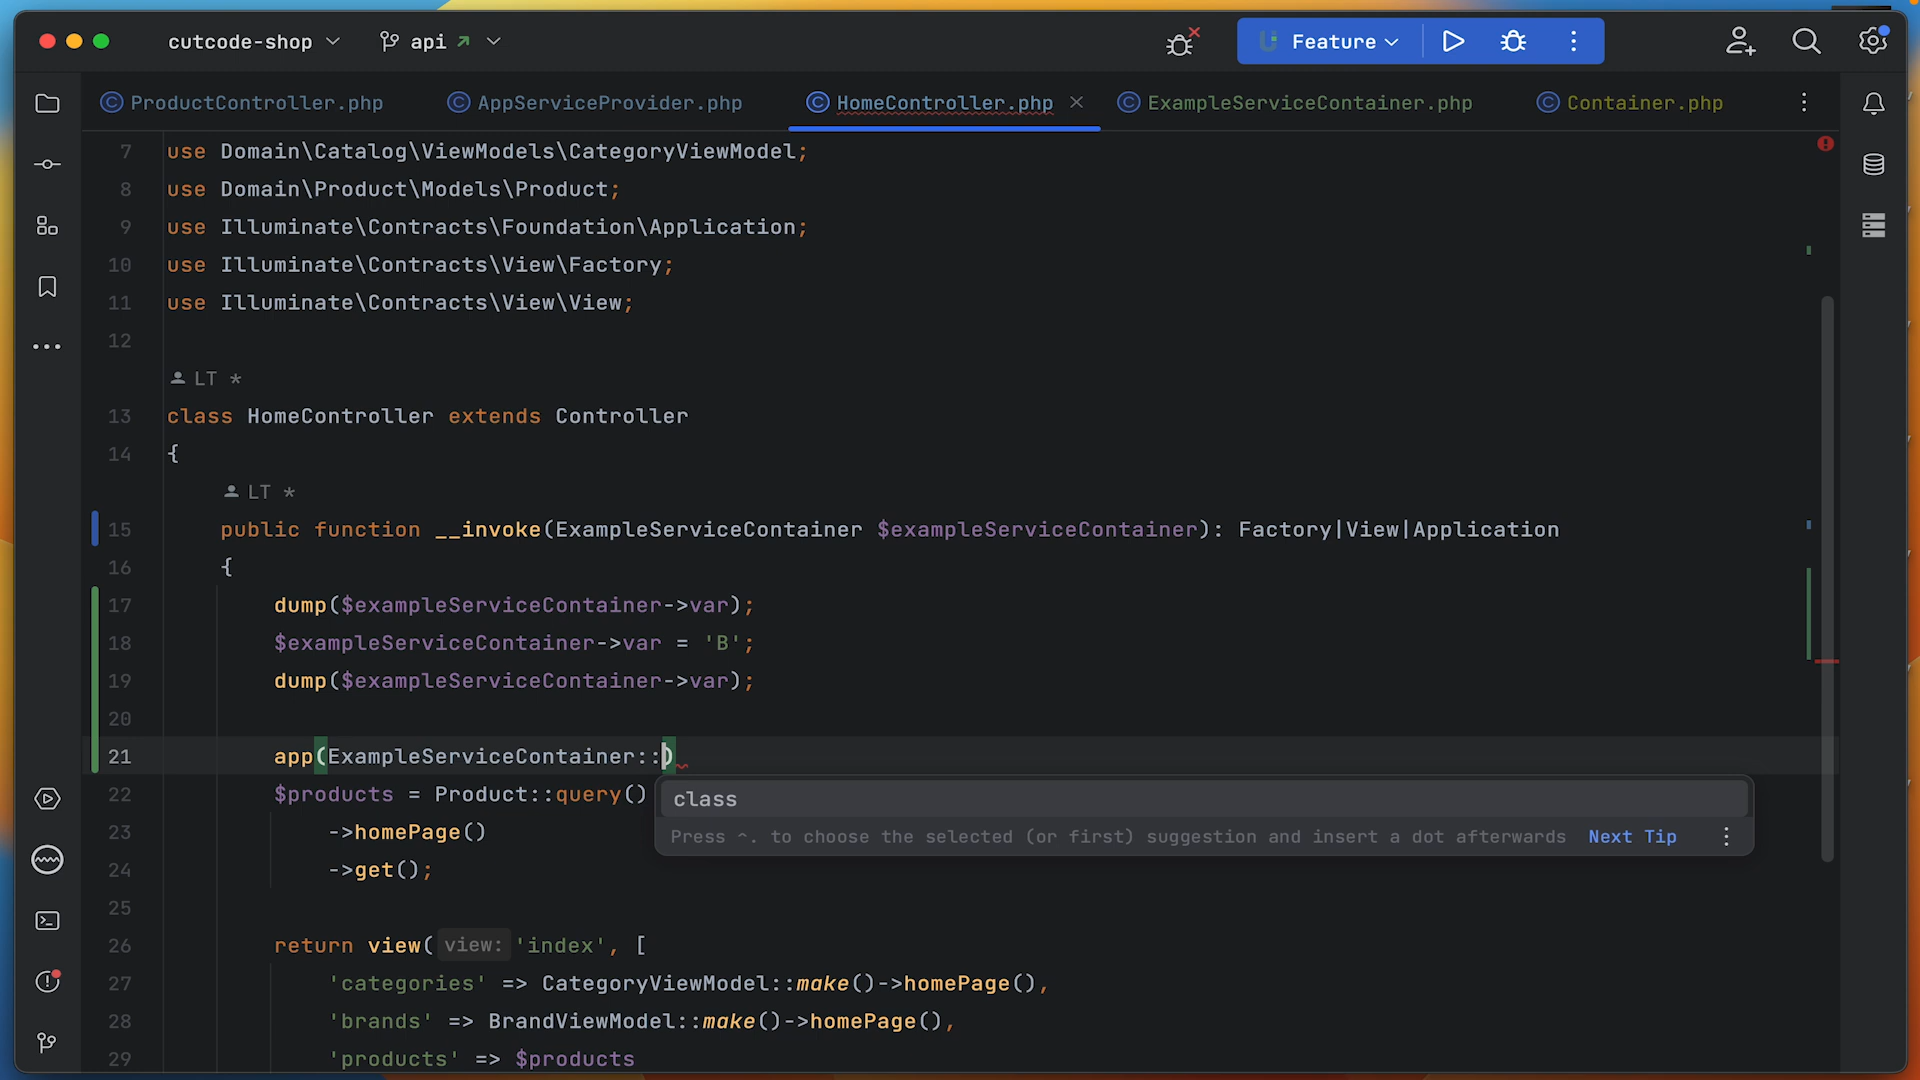 cutcode-shop
api
Feature
ProductController.php
AppServiceProvider.php
HomeController.php
ExampleServiceContainer.php
Container.php
7 use Domain\Catalog\ViewModels\CategoryViewModel;
8 use Domain\Product\Models\Product;
9 use Illuminate\Contracts\Foundation\Application;
10 use Illuminate\Contracts\View\Factory;
11 use Illuminate\Contracts\View\View;
12
LT *
13 class HomeController extends Controller
14 {
LT *
15 public function __invoke(ExampleServiceContainer $exampleServiceContainer): Factory|View|Application
16 {
17 dump($exampleServiceContainer->var);
18 $exampleServiceContainer->var = 'B';
19 dump($exampleServiceContainer->var);
20
21 app(ExampleServiceContainer::)
22 $products = Product::query()
class
23 ->homePage()
Press ^. to choose the selected (or first) suggestion and insert a dot afterwards Next Tip
24 ->get();
25
26 return view( view: 'index', [
27 'categories' => CategoryViewModel::make()->homePage(),
28 'brands' => BrandViewModel::make()->homePage(),
29 'products' => $products